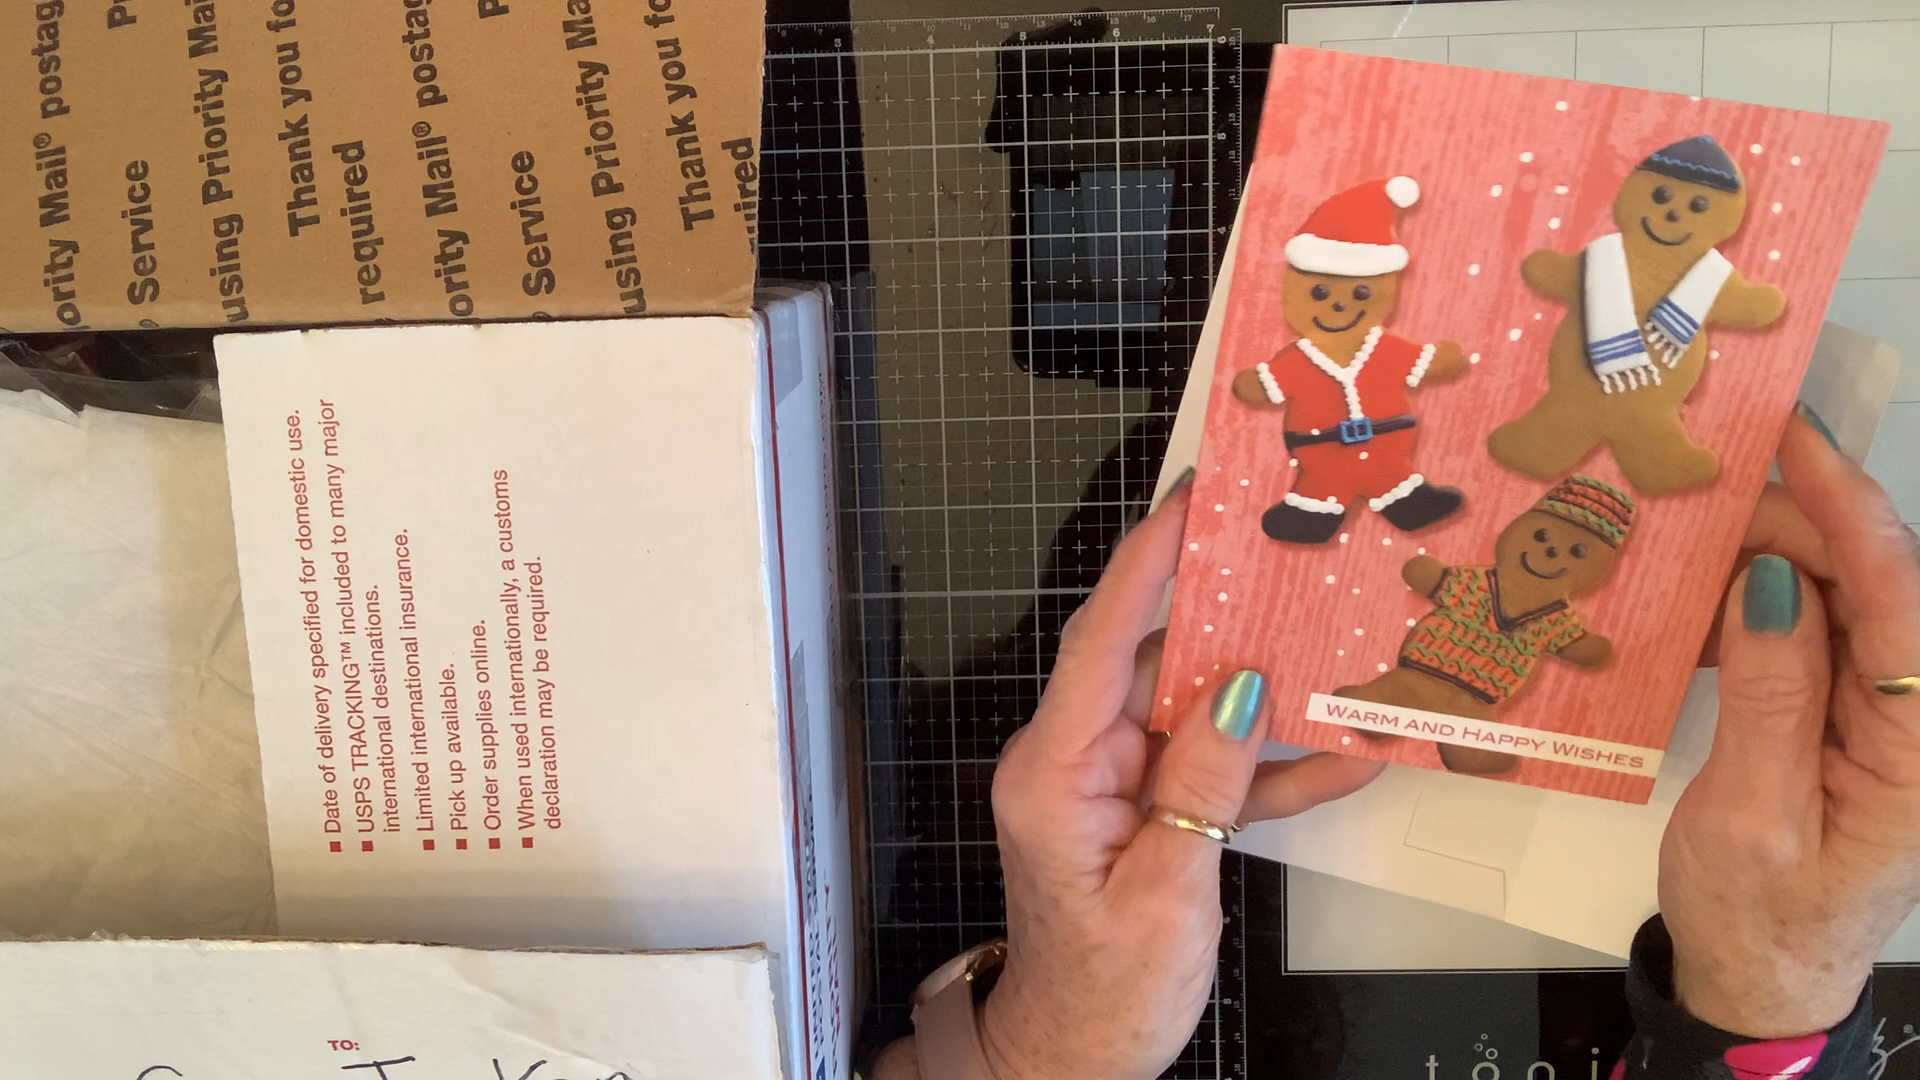 Thank you fo
using Priority Mai
Service
ority Mail® postag
required
Thank you fo
using Priority Ma
Service
ority Mail® postag
required
Date of delivery specified for domestic use.
USPS TRACKING™ included to many major
international destinations.
Limited international insurance.
Pick up available.
Order supplies online.
When used internationally, a customs
declaration may be required.
TO:
WARM AND HAPPY WISHES
toni